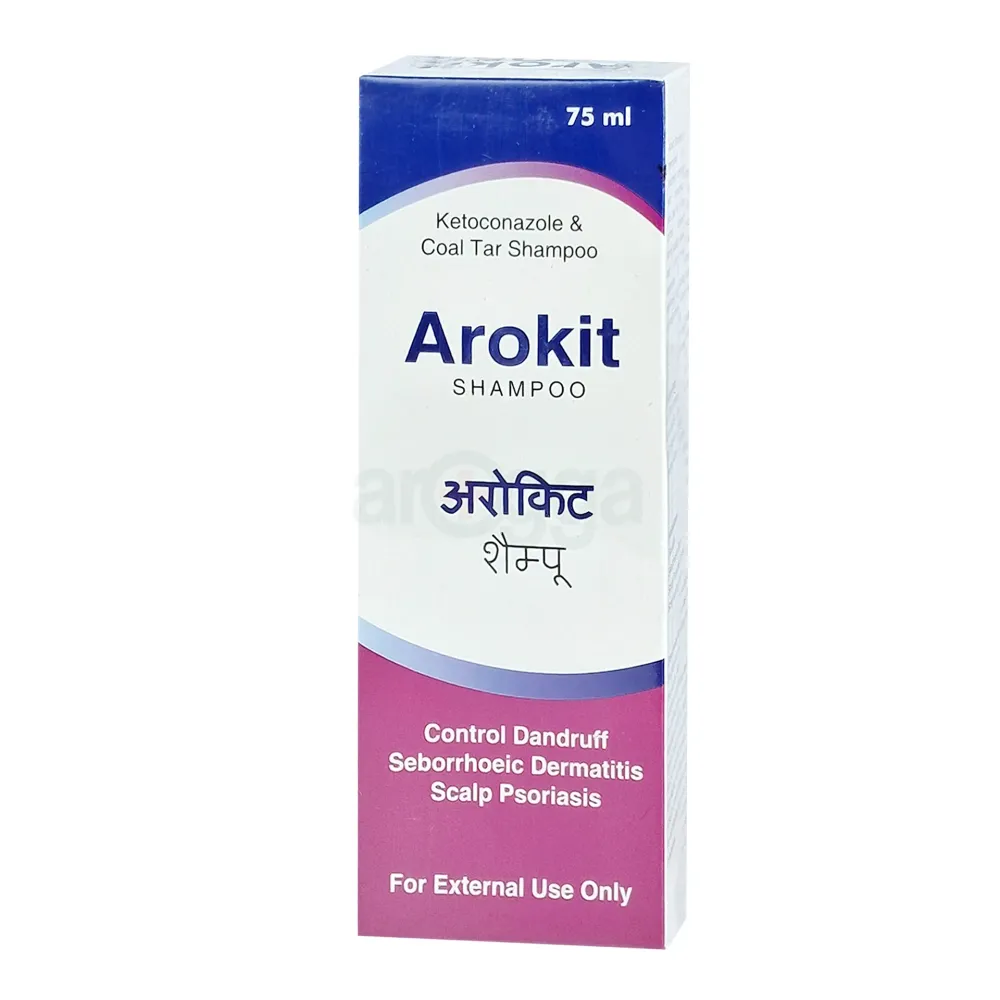 75 ml
Ketoconazole &
Coal Tar Shampoo
Arokit
SHAMPOO
arogga
अरोकिट
शैम्पू
Control Dandruff
Seborrhoeic Dermatitis
Scalp Psoriasis
For External Use Only